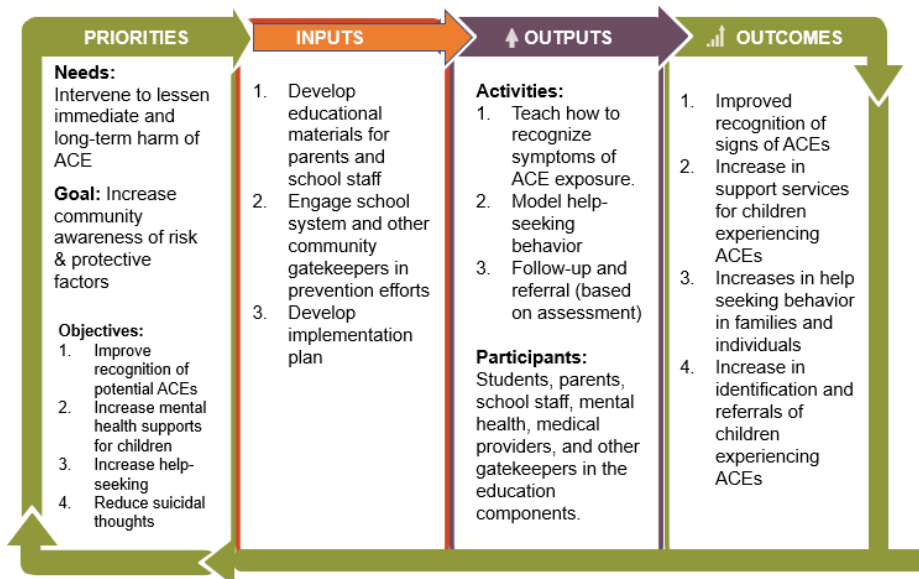 PRIORITIES
Needs:
Intervene to lessen
immediate and
long-term harm of
ACE
Goal: Increase
community
awareness of risk
& protective
factors
Objectives:
1. Improve
recognition of
potential ACEs
2. Increase mental
health supports
for children
3. Increase help-
seeking
4. Reduce suicidal
thoughts
INPUTS
1. Develop
educational
materials for
parents and
school staff
2. Engage school
system and other
community
gatekeepers in
prevention efforts
3. Develop
implementation
plan
OUTPUTS
Activities:
1. Teach how to
recognize
symptoms of
ACE exposure.
2. Model help-
seeking
behavior
3. Follow-up and
referral (based
on assessment)
Participants:
Students, parents,
school staff, mental
health, medical
providers, and other
gatekeepers in the
education
components.
OUTCOMES
1. Improved
recognition of
signs of ACEs
2. Increase in
support services
for children
experiencing
ACEs
3. Increases in help
seeking behavior
in families and
individuals
4. Increase in
identification and
referrals of
children
experiencing
ACEs